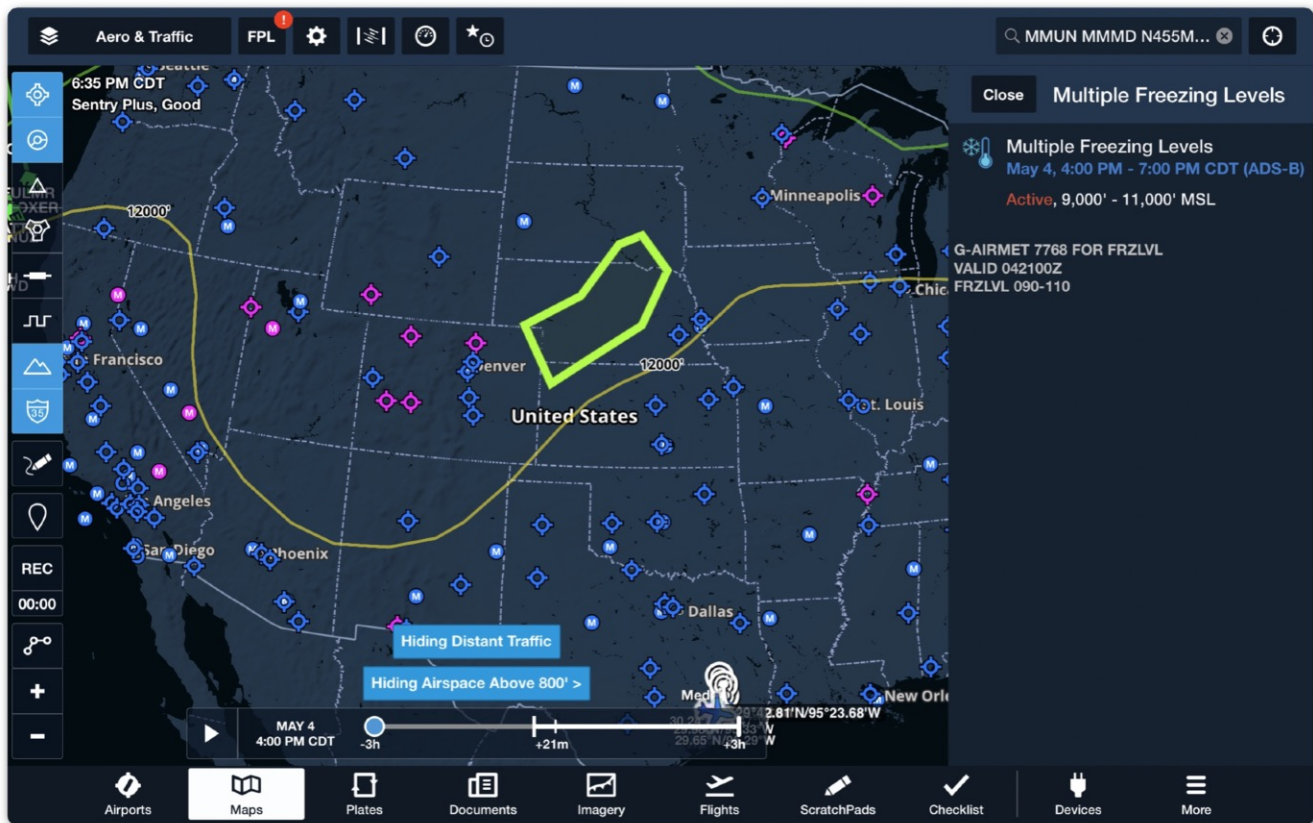 Aero & Traffic
FPL
!
MMUN MMMD N455M...
6:35 PM CDT
Sentry Plus, Good
Close
Multiple Freezing Levels
Multiple Freezing Levels
May 4, 4:00 PM - 7:00 PM CDT (ADS-B)
Active, 9,000' - 11,000' MSL
G-AIRMET 7768 FOR FRZLVL
VALID 042100Z
FRZLVL 090-110
Seattle
12000'
Minneapolis
Chic
Francisco
Denver
12000'
United States
St. Louis
35
Angeles
San Diego
Phoenix
REC
00:00
Dallas
Hiding Distant Traffic
Hiding Airspace Above 800' >
New Orle
MAY 4
4:00 PM CDT
-3h
+21m
+3h
Airports
Maps
Plates
Documents
Imagery
Flights
ScratchPads
Checklist
Devices
More